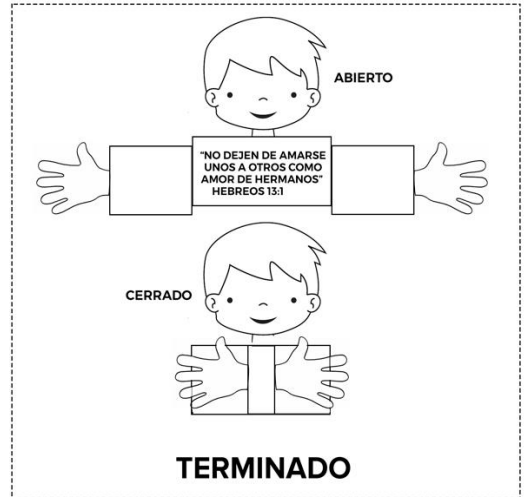 ABIERTO
"NO DEJEN DE AMARSE
UNOS A OTROS COMO
AMOR DE HERMANOS"
HEBREOS 13:1
CERRADO
TERMINADO